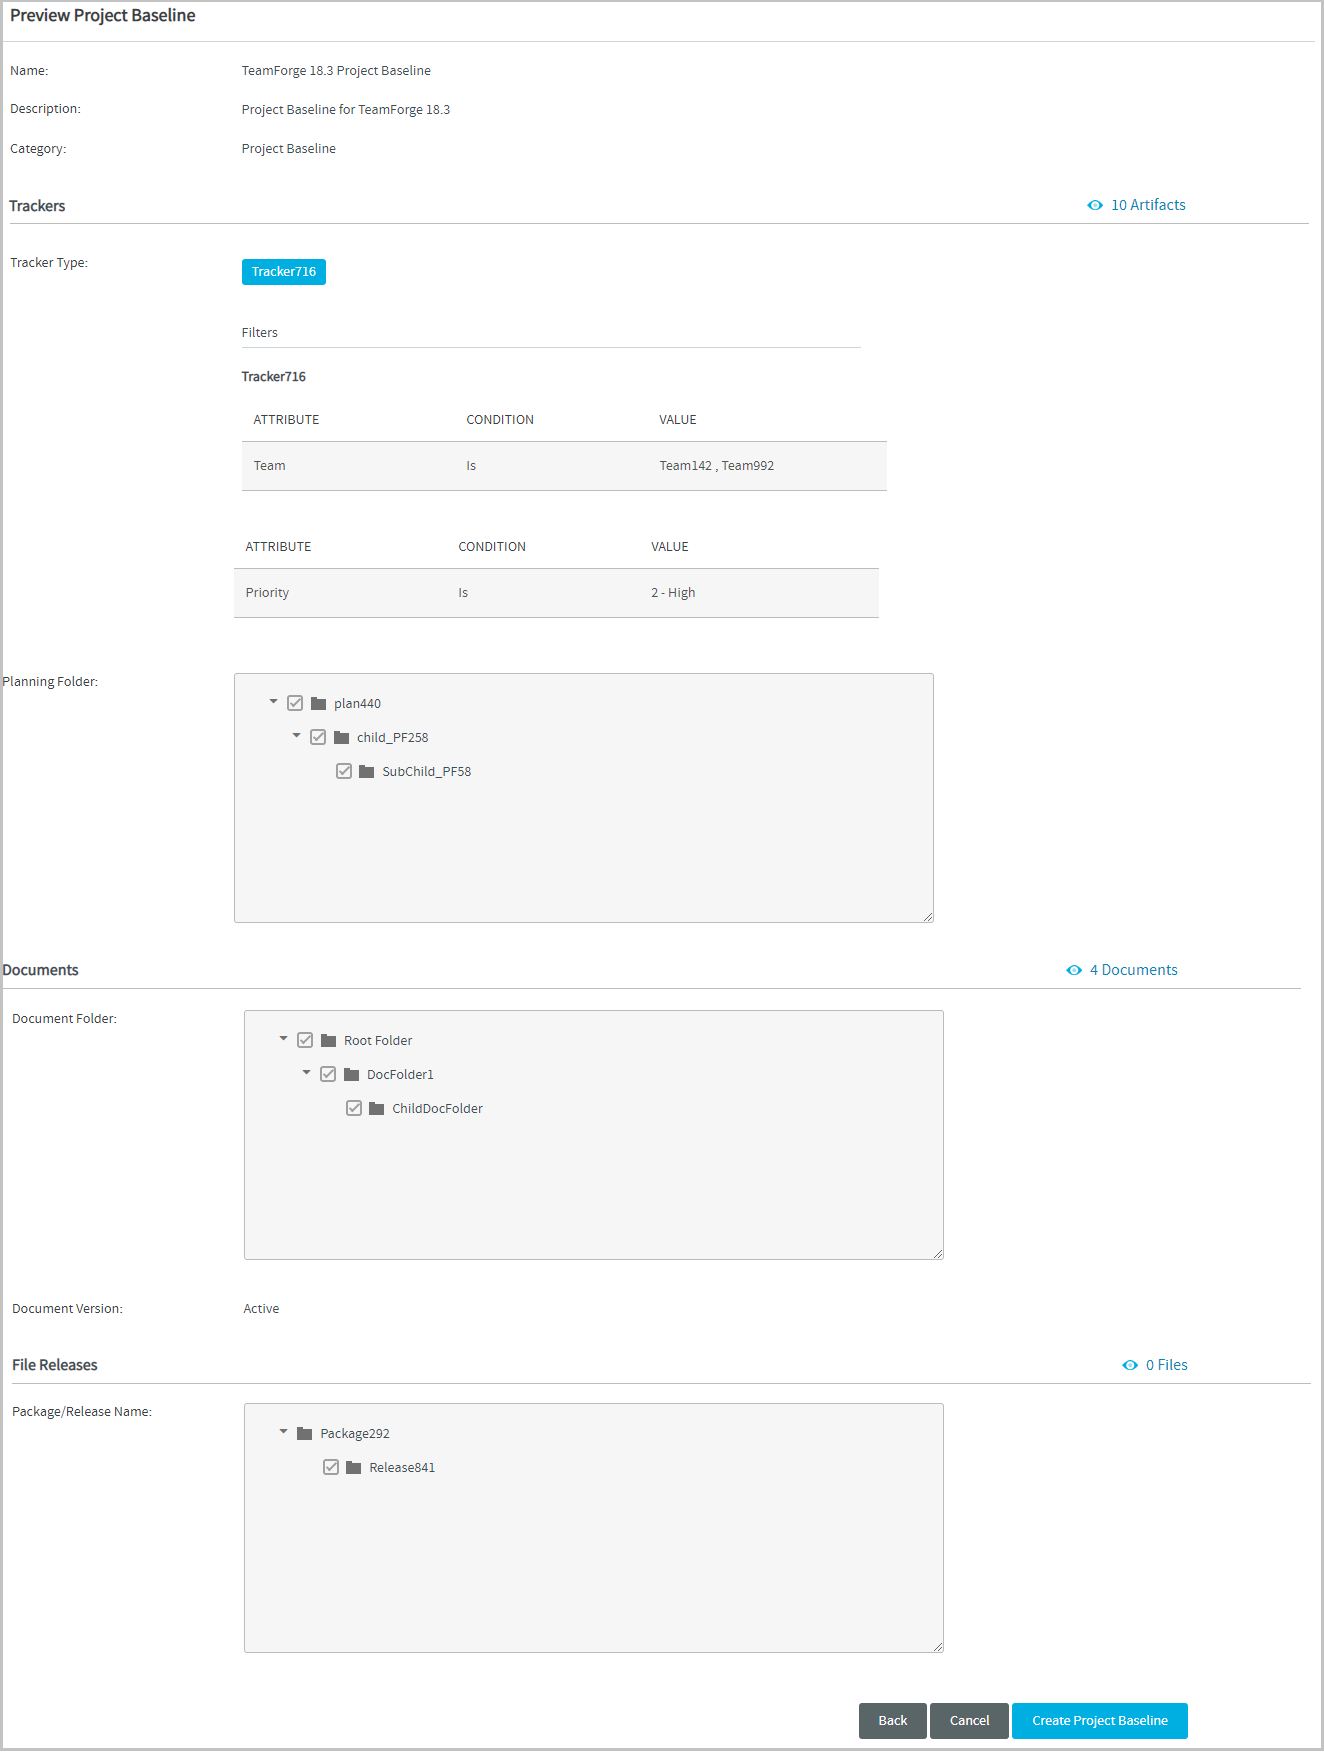 Preview Project Baseline
Name: TeamForge 18.3 Project Baseline
Description: Project Baseline for TeamForge 18.3
Category: Project Baseline
Trackers 10 Artifacts
Tracker Type: Tracker716
Filters
Tracker716
ATTRIBUTE CONDITION VALUE
Team Is Team142 , Team992
ATTRIBUTE CONDITION VALUE
Priority Is 2 - High
Planning Folder: plan440
child_PF258
SubChild_PF58
Documents 4 Documents
Document Folder: Root Folder
DocFolder1
ChildDocFolder
Document Version: Active
File Releases 0 Files
Package/Release Name: Package292
Release841
Back Cancel Create Project Baseline